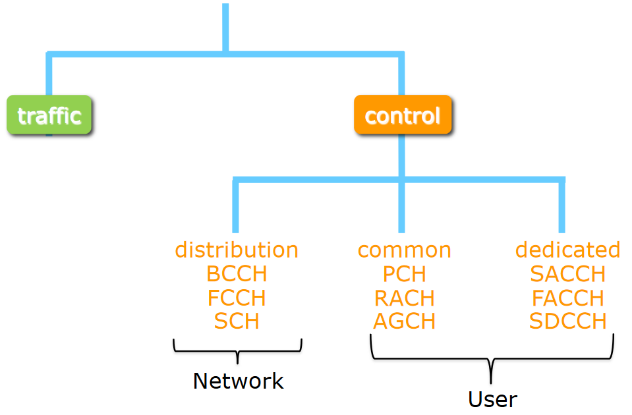 traffic
control
distribution
BCCH
FCCH
SCH
common
PCH
RACH
AGCH
dedicated
SACCH
FACCH
SDCCH
Network
User